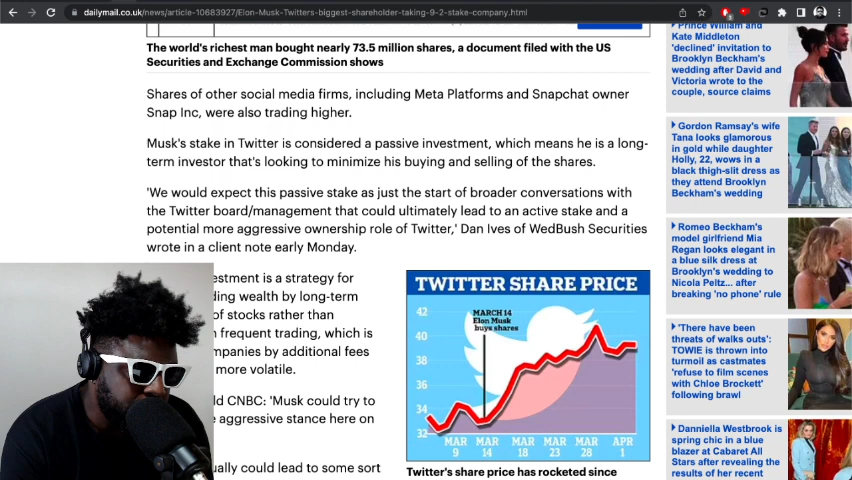 dailymail.co.uk/news/article-10683927/Elon-Musk-Twitters-biggest-shareholder-taking-9-2-stake-company.html
The world's richest man bought nearly 73.5 million shares, a document filed with the US
Securities and Exchange Commission shows
Shares of other social media firms, including Meta Platforms and Snapchat owner
Snap Inc, were also trading higher.
Musk's stake in Twitter is considered a passive investment, which means he is a long-
term investor that's looking to minimize his buying and selling of the shares.
'We would expect this passive stake as just the start of broader conversations with
the Twitter board/management that could ultimately lead to an active stake and a
potential more aggressive ownership role of Twitter,' Dan Ives of WedBush Securities
wrote in a client note early Monday.
estment is a strategy for
ding wealth by long-term
of stocks rather than
frequent trading, which is
mpanies by additional fees
more volatile.
ld CNBC: 'Musk could try to
aggressive stance here on
ually could lead to some sort
TWITTER SHARE PRICE
MARCH 14
Elon Musk
buys shares
42
40
38
36
34
32
MAR 9
MAR 14
MAR 18
MAR 23
MAR 28
APR 1
Twitter's share price has rocketed since
Prince William and
Kate Middleton
'declined' invitation to
Brooklyn Beckham's
wedding after David and
Victoria wrote to the
couple, source claims
Gordon Ramsay's wife
Tana looks glamorous
in gold while daughter
Holly, 22, wows in a
black thigh-slit dress as
they attend Brooklyn
Beckham's wedding
Romeo Beckham's
model girlfriend Mia
Regan looks elegant in
a blue silk dress at
Brooklyn's wedding to
Nicola Peltz... after
breaking 'no phone' rule
'There have been
threats of walks outs':
TOWIE is thrown into
turmoil as castmates
'refuse to film scenes
with Chloe Brockett'
following brawl
Danniella Westbrook is
spring chic in a blue
blazer at Cabaret All
Stars after revealing the
results of her recent